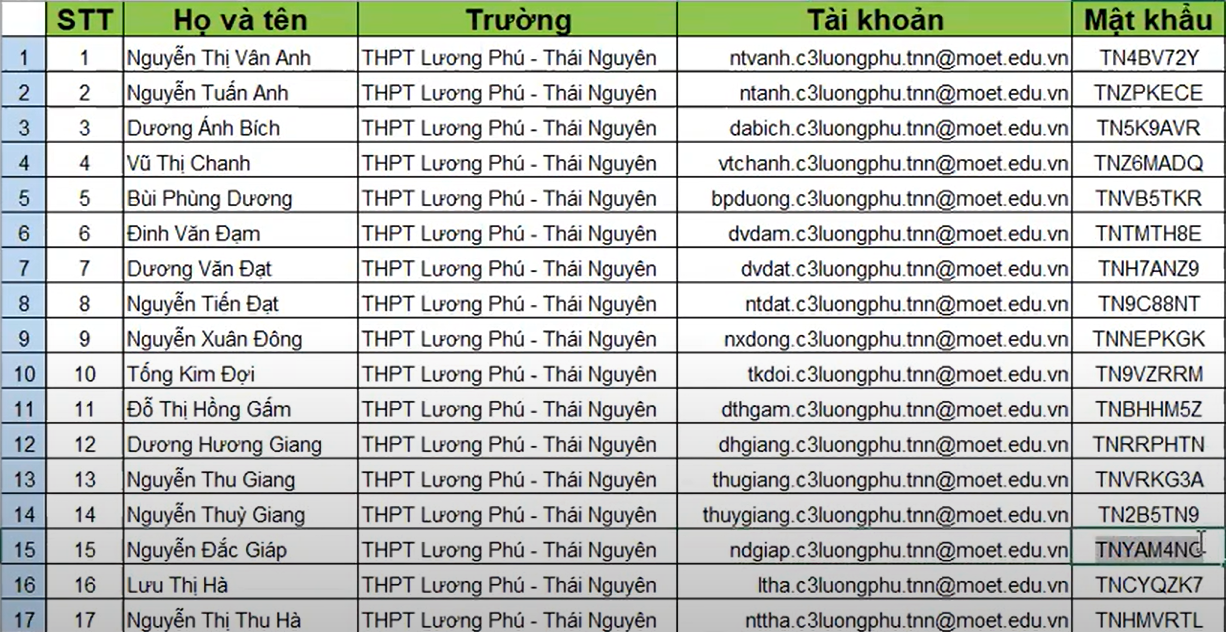 STT Họ và tên Trường Tài khoản Mật khẩu
1 1 Nguyễn Thị Vân Anh THPT Lương Phú - Thái Nguyên ntvanh.c3luongphu.tnn@moet.edu.vn TN4BV72Y
2 2 Nguyễn Tuấn Anh THPT Lương Phú - Thái Nguyên ntanh.c3luongphu.tnn@moet.edu.vn TNZPKECE
3 3 Dương Ánh Bích THPT Lương Phú - Thái Nguyên dabich.c3luongphu.tnn@moet.edu.vn TN5K9AVR
4 4 Vũ Thị Chanh THPT Lương Phú - Thái Nguyên vtchanh.c3luongphu.tnn@moet.edu.vn TNZ6MADQ
5 5 Bùi Phùng Dương THPT Lương Phú - Thái Nguyên bpduong.c3luongphu.tnn@moet.edu.vn TNVB5TKR
6 6 Đinh Văn Đạm THPT Lương Phú - Thái Nguyên dvdam.c3luongphu.tnn@moet.edu.vn TNTMTH8E
7 7 Dương Văn Đạt THPT Lương Phú - Thái Nguyên dvdat.c3luongphu.tnn@moet.edu.vn TNH7ANZ9
8 8 Nguyễn Tiến Đạt THPT Lương Phú - Thái Nguyên ntdat.c3luongphu.tnn@moet.edu.vn TN9C88NT
9 9 Nguyễn Xuân Đông THPT Lương Phú - Thái Nguyên nxdong.c3luongphu.tnn@moet.edu.vn TNNEPKGK
10 10 Tống Kim Đợi THPT Lương Phú - Thái Nguyên tkdoi.c3luongphu.tnn@moet.edu.vn TN9VZRRM
11 11 Đỗ Thị Hồng Gấm THPT Lương Phú - Thái Nguyên dthgam.c3luongphu.tnn@moet.edu.vn TNBHHM5Z
12 12 Dương Hương Giang THPT Lương Phú - Thái Nguyên dhgiang.c3luongphu.tnn@moet.edu.vn TNRRPHTN
13 13 Nguyễn Thu Giang THPT Lương Phú - Thái Nguyên thugiang.c3luongphu.tnn@moet.edu.vn TNVRKG3A
14 14 Nguyễn Thuỳ Giang THPT Lương Phú - Thái Nguyên thuygiang.c3luongphu.tnn@moet.edu.vn TN2B5TN9
15 15 Nguyễn Đắc Giáp THPT Lương Phú - Thái Nguyên ndgiap.c3luongphu.tnn@moet.edu.vn
16 16 Lưu Thị Hà THPT Lương Phú - Thái Nguyên ltha.c3luongphu.tnn@moet.edu.vn TNCYQZK7
17 17 Nguyễn Thị Thu Hà THPT Lương Phú - Thái Nguyên nttha.c3luongphu.tnn@moet.edu.vn TNHMVRTL